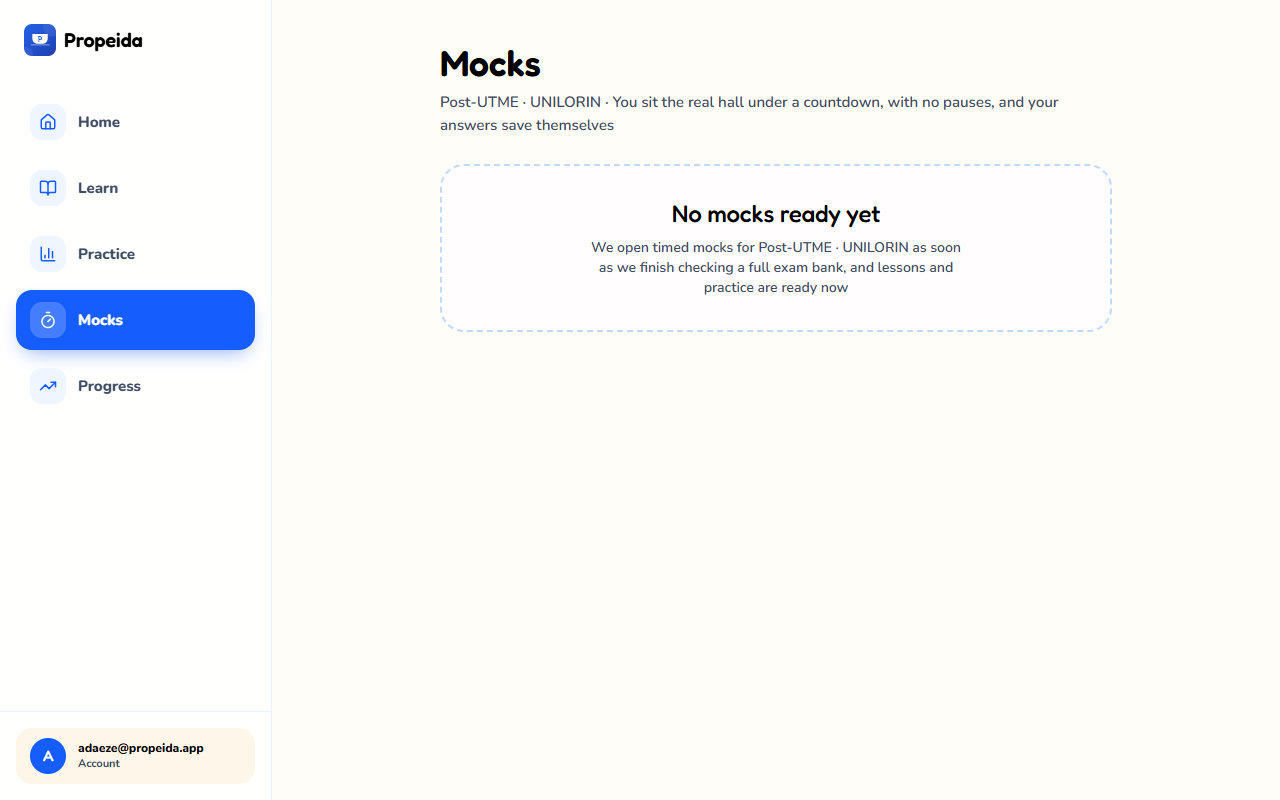 Propeida
Home
Learn
Practice
Mocks
Progress
adaeze@propeida.app
Account
Mocks
Post-UTME · UNILORIN · You sit the real hall under a countdown, with no pauses, and your
answers save themselves
No mocks ready yet
We open timed mocks for Post-UTME · UNILORIN as soon
as we finish checking a full exam bank, and lessons and
practice are ready now